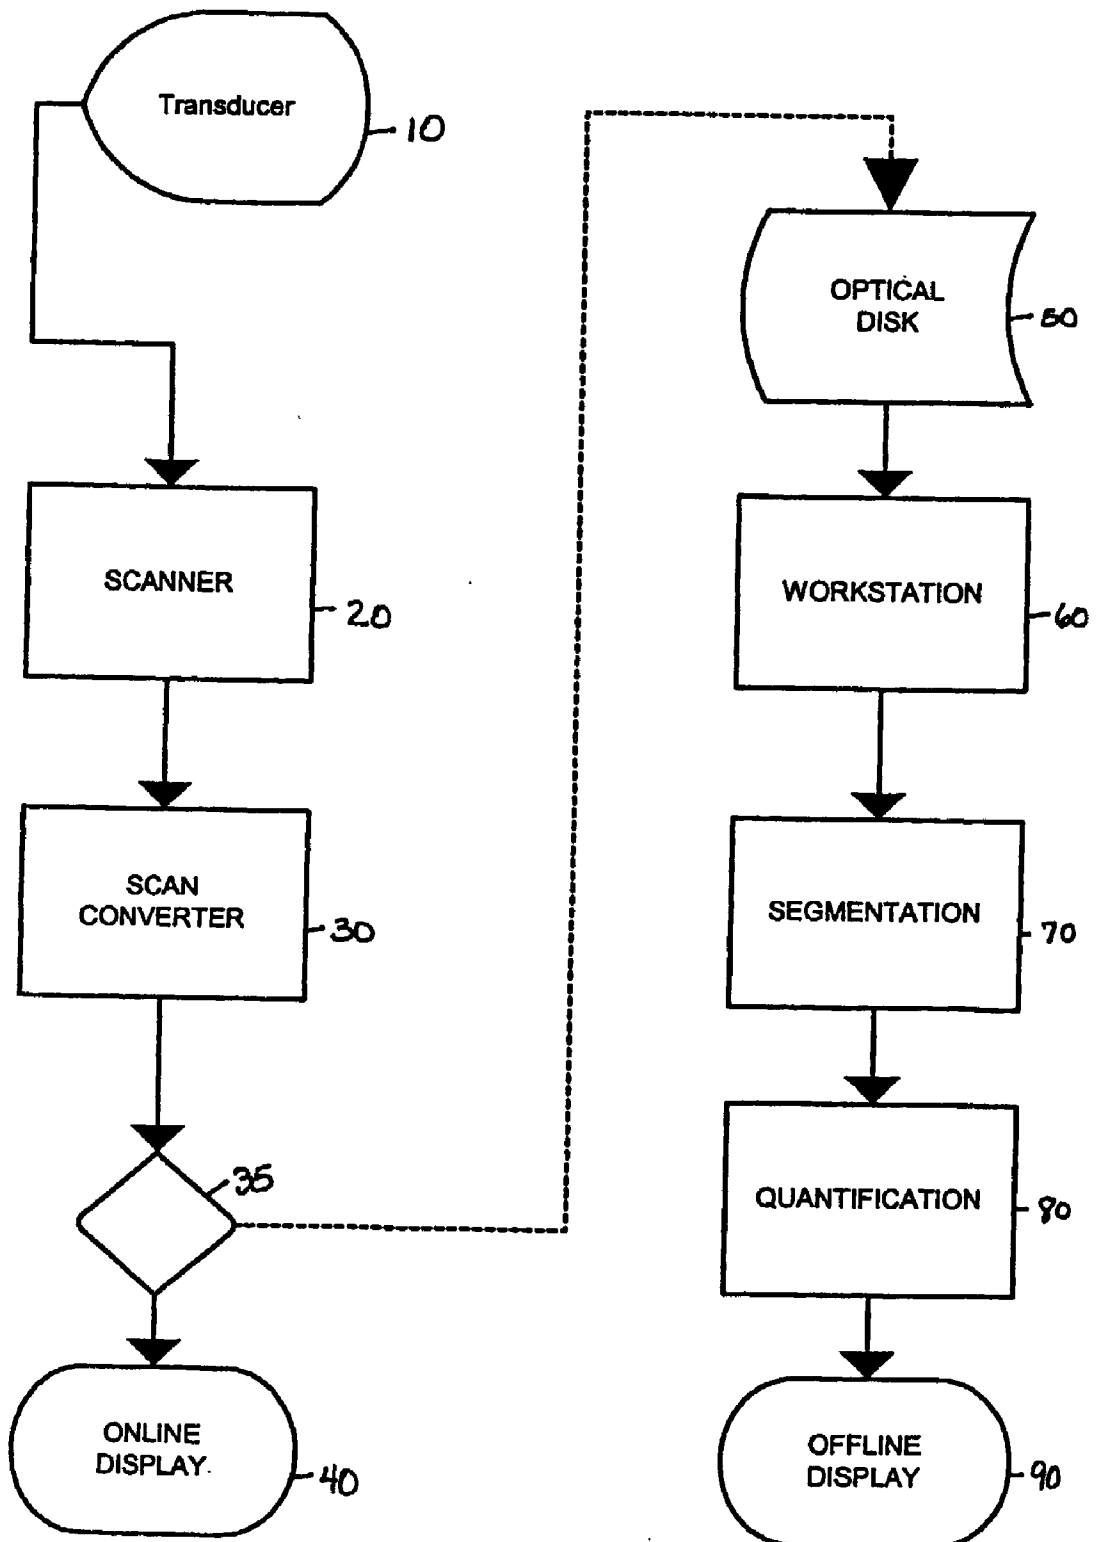 Transducer
10
SCANNER
20
SCAN
CONVERTER
30
35
ONLINE
DISPLAY
40
OPTICAL
DISK
50
WORKSTATION
60
SEGMENTATION
70
QUANTIFICATION
80
OFFLINE
DISPLAY
90